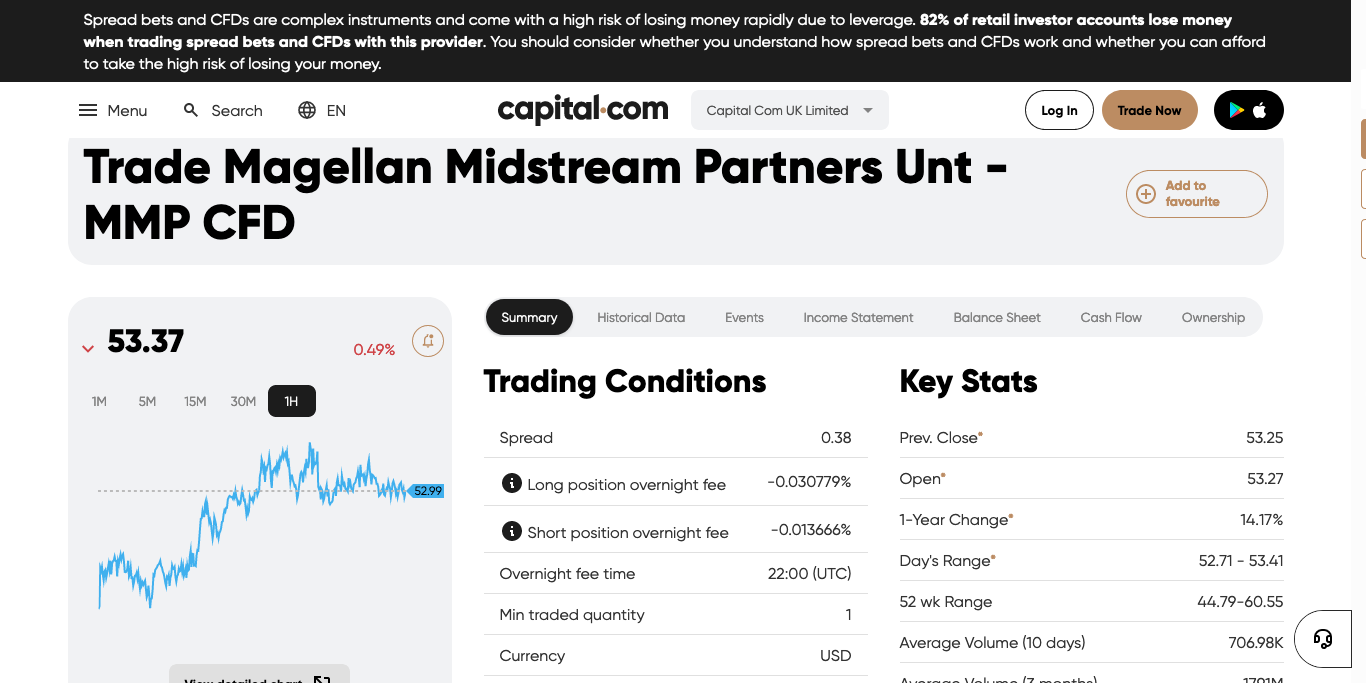 Spread bets and CFDs are complex instruments and come with a high risk of losing money rapidly due to leverage. 82% of retail investor accounts lose money
when trading spread bets and CFDs with this provider. You should consider whether you understand how spread bets and CFDs work and whether you can afford
to take the high risk of losing your money.
Menu Search EN capital.com Capital Com UK Limited Log In Trade Now
Trade Magellan Midstream Partners Unt -
MMP CFD
Add to
favourite
53.37 0.49%
1M 5M 15M 30M 1H
52.99
View detailed chart
Summary Historical Data Events Income Statement Balance Sheet Cash Flow Ownership
Trading Conditions
Spread 0.38
Long position overnight fee -0.030779%
Short position overnight fee -0.013666%
Overnight fee time 22:00 (UTC)
Min traded quantity 1
Currency USD
Key Stats
Prev. Close* 53.25
Open* 53.27
1-Year Change* 14.17%
Day's Range* 52.71 - 53.41
52 wk Range 44.79-60.55
Average Volume (10 days) 706.98K
Average Volume (3 months)